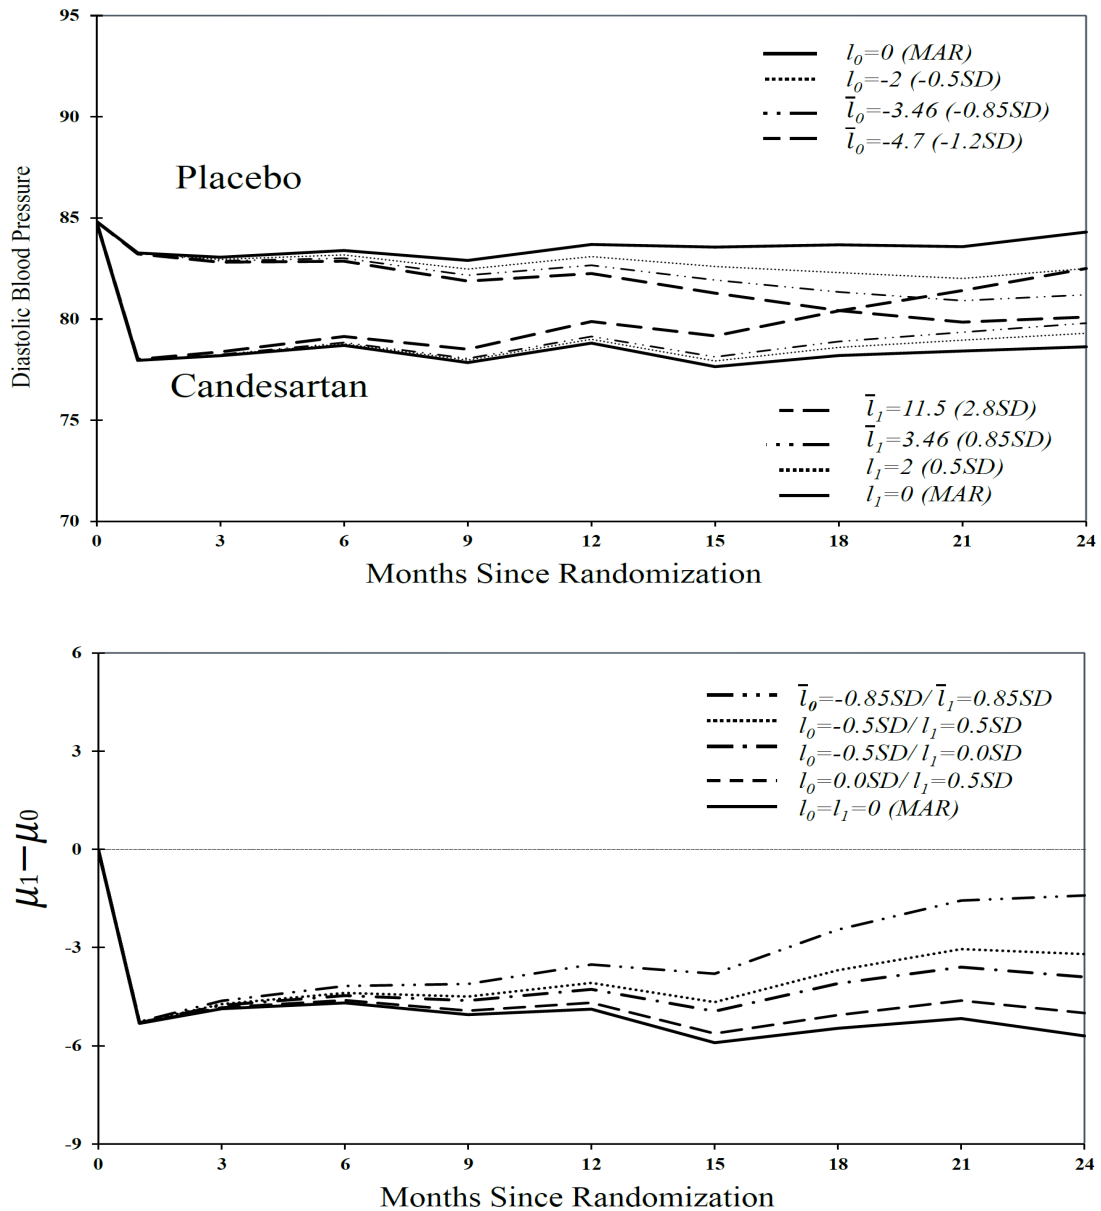 95
l₀=0 (MAR)
l₀=-2 (-0.5SD)
l̅₀=-3.46 (-0.85SD)
l̅₀=-4.7 (-1.2SD)
90
Placebo
85
Diastolic Blood Pressure
80
Candesartan
75
l̅₁=11.5 (2.8SD)
l̅₁=3.46 (0.85SD)
l₁=2 (0.5SD)
l₁=0 (MAR)
70
0 3 6 9 12 15 18 21 24
Months Since Randomization
6
l̅₀=-0.85SD/ l̅₁=0.85SD
l₀=-0.5SD/ l₁=0.5SD
l₀=-0.5SD/ l₁=0.0SD
l₀=0.0SD/ l₁=0.5SD
l₀=l₁=0 (MAR)
3
0
μ₁−μ₀
-3
-6
-9
0 3 6 9 12 15 18 21 24
Months Since Randomization